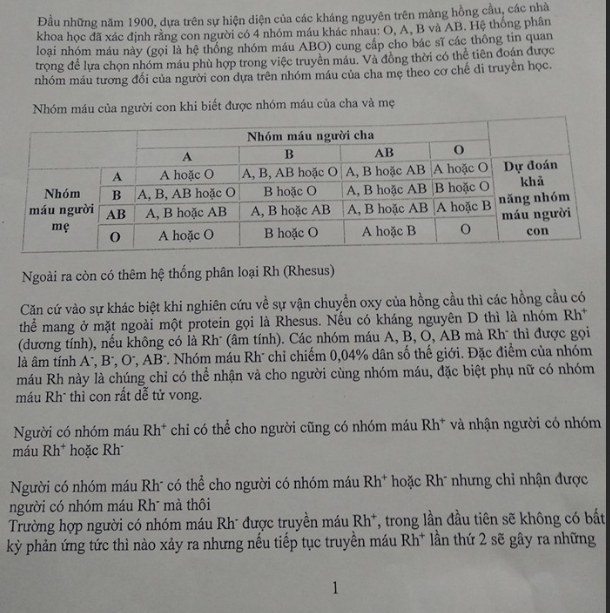 Đầu những năm 1900, dựa trên sự hiện diện của các kháng nguyên trên màng hồng cầu, các nhà
khoa học đã xác định rằng con người có 4 nhóm máu khác nhau: O, A, B và AB. Hệ thống phân
loại nhóm máu này (gọi là hệ thống nhóm máu ABO) cung cấp cho bác sĩ các thông tin quan
trọng để lựa chọn nhóm máu phù hợp trong việc truyền máu. Và đồng thời có thể tiên đoán được
nhóm máu tương đối của người con dựa trên nhóm máu của cha mẹ theo cơ chế di truyền học.
Nhóm máu của người con khi biết được nhóm máu của cha và mẹ
Nhóm máu người cha
A B AB O
Nhóm máu người mẹ
A A hoặc O A, B, AB hoặc O A, B hoặc AB A hoặc O
B A, B, AB hoặc O B hoặc O A, B hoặc AB B hoặc O
AB A, B hoặc AB A, B hoặc AB A, B hoặc AB A hoặc B
O A hoặc O B hoặc O A hoặc B O
Dự đoán
khả
năng nhóm
máu người
con
Ngoài ra còn có thêm hệ thống phân loại Rh (Rhesus)
Căn cứ vào sự khác biệt khi nghiên cứu về sự vận chuyển oxy của hồng cầu thì các hồng cầu có
thể mang ở mặt ngoài một protein gọi là Rhesus. Nếu có kháng nguyên D thì là nhóm Rh⁺
(dương tính), nếu không có là Rh⁻ (âm tính). Các nhóm máu A, B, O, AB mà Rh⁻ thì được gọi
là âm tính A⁻, B⁻, O⁻, AB⁻. Nhóm máu Rh⁻ chỉ chiếm 0,04% dân số thế giới. Đặc điểm của nhóm
máu Rh này là chúng chỉ có thể nhận và cho người cùng nhóm máu, đặc biệt phụ nữ có nhóm
máu Rh⁻ thì con rất dễ tử vong.
Người có nhóm máu Rh⁺ chỉ có thể cho người cũng có nhóm máu Rh⁺ và nhận người có nhóm
máu Rh⁺ hoặc Rh⁻
Người có nhóm máu Rh⁻ có thể cho người có nhóm máu Rh⁺ hoặc Rh⁻ nhưng chỉ nhận được
người có nhóm máu Rh⁻ mà thôi
Trường hợp người có nhóm máu Rh⁻ được truyền máu Rh⁺, trong lần đầu tiên sẽ không có bất
kỳ phản ứng tức thì nào xảy ra nhưng nếu tiếp tục truyền máu Rh⁺ lần thứ 2 sẽ gây ra những
1